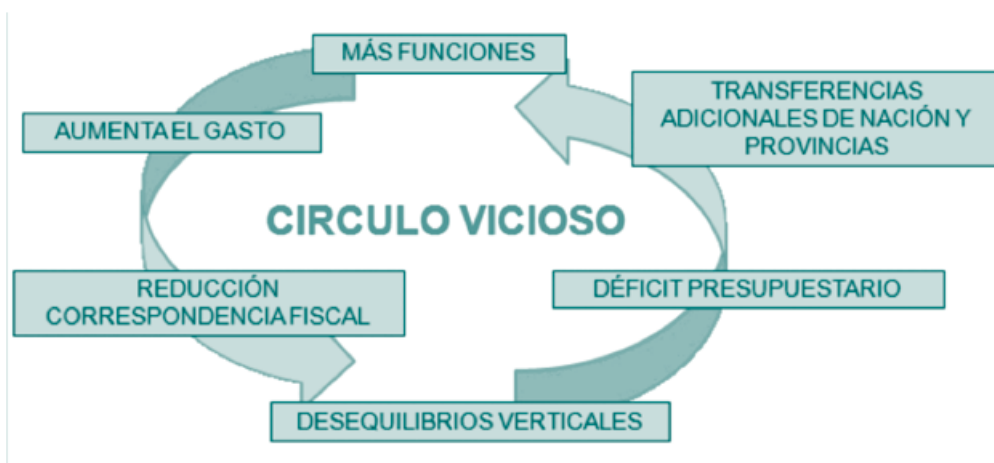 MÁS FUNCIONES
TRANSFERENCIAS
ADICIONALES DE NACIÓN Y
PROVINCIAS
AUMENTA EL GASTO
CIRCULO VICIOSO
REDUCCIÓN
CORRESPONDENCIA FISCAL
DÉFICIT PRESUPUESTARIO
DESEQUILIBRIOS VERTICALES